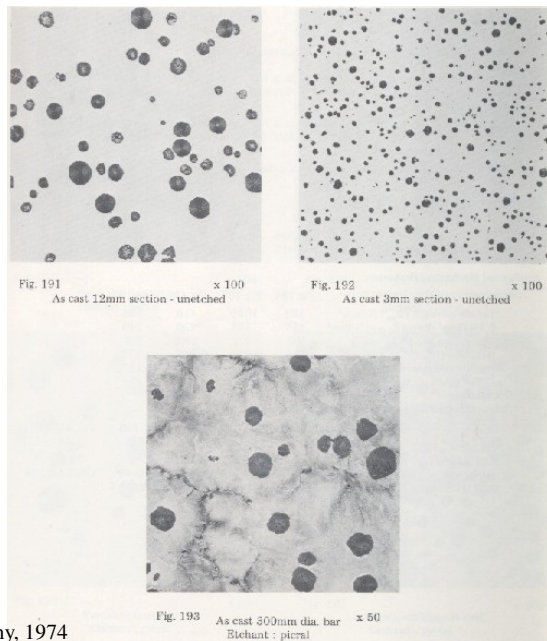 Fig. 191 x 100
As cast 12mm section - unetched
Fig. 192 x 100
As cast 3mm section - unetched
Fig. 193 As cast 300mm dia. bar x 50
Etchant : picral
1974